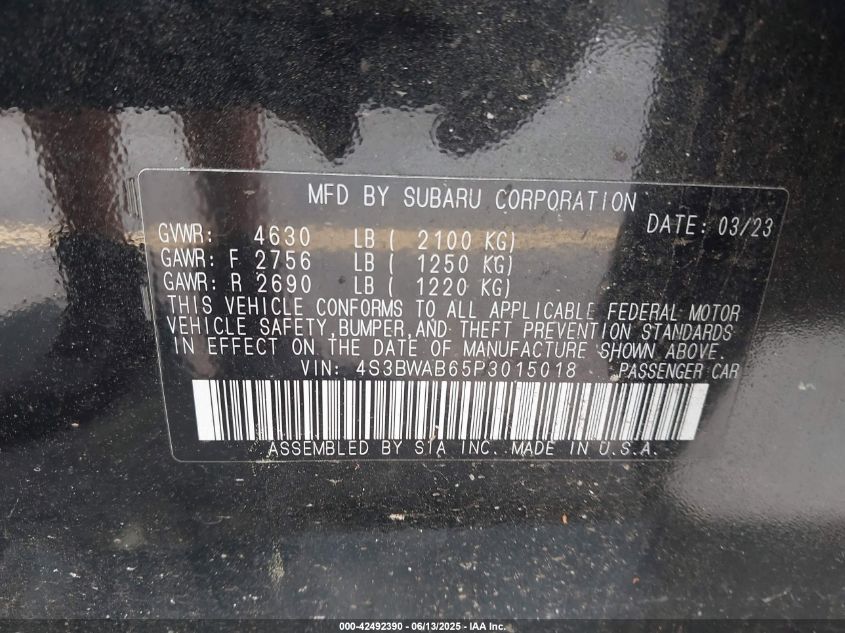 MFD BY SUBARU CORPORATION
DATE: 03/23
GVWR: 4630 LB ( 2100 KG)
GAWR: F 2756 LB ( 1250 KG)
GAWR: R 2690 LB ( 1220 KG)
THIS VEHICLE CONFORMS TO ALL APPLICABLE FEDERAL MOTOR
VEHICLE SAFETY, BUMPER, AND THEFT PREVENTION STANDARDS
IN EFFECT ON THE DATE OF MANUFACTURE SHOWN ABOVE.
VIN: 4S3BWAB65P3015018 PASSENGER CAR
ASSEMBLED BY SIA INC. MADE IN U.S.A.
000-42492390 - 06/13/2025 - IAA Inc.